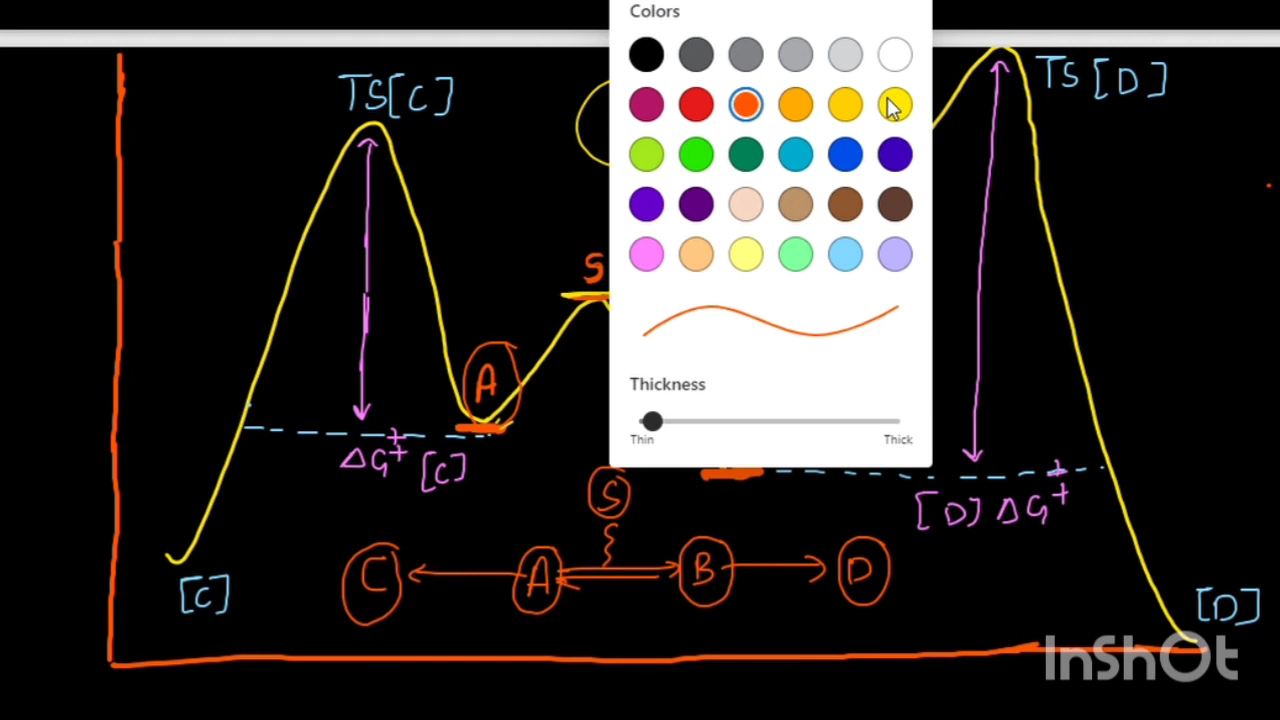 Colors
TS[C]
TS [D]
S
A
Thickness
Thin
Thick
ΔG‡ [C]
[D] ΔG‡
S
C A B D
[C]
[D]
InShOt